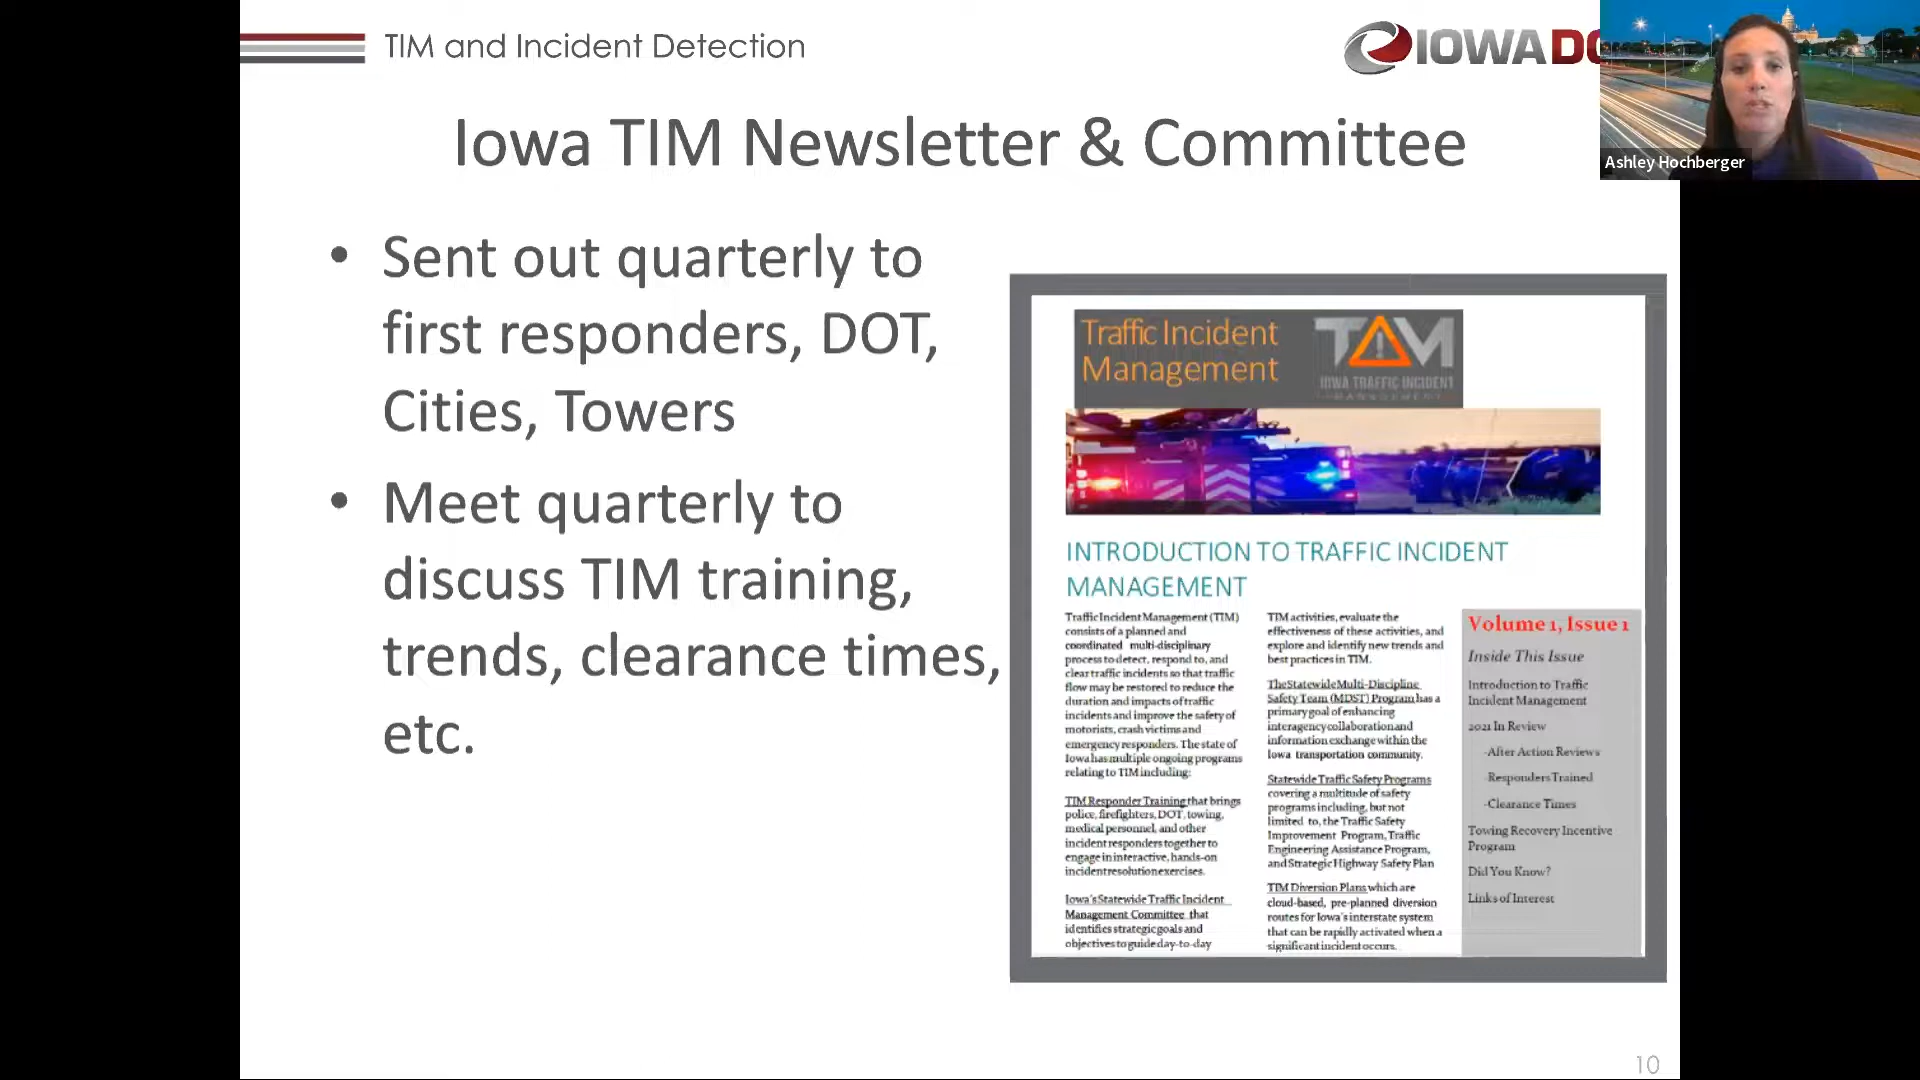 TIM and Incident Detection
IOWADO
Ashley Hochberger
Iowa TIM Newsletter & Committee
• Sent out quarterly to
first responders, DOT,
Cities, Towers
• Meet quarterly to
discuss TIM training,
trends, clearance times,
etc.
Traffic Incident
Management
TIM
IOWA TRAFFIC INCIDENT
MANAGEMENT
INTRODUCTION TO TRAFFIC INCIDENT
MANAGEMENT
Traffic Incident Management (TIM)
consists of a planned and
coordinated multi-disciplinary
process to detect, respond to, and
clear traffic incidents so that traffic
flow may be restored to reduce the
duration and impacts of traffic
incidents and improve the safety of
motorists, crash victims and
emergency responders. The state of
Iowa has multiple ongoing programs
relating to TIM including:
TIM Responder Training that brings
police, firefighters, DOT, towing,
medical personnel, and other
incident responders together to
engage in interactive, hands-on
incident resolution exercises.
Iowa's Statewide Traffic Incident
Management Committee that
identifies strategic goals and
objectives to guide day-to-day
TIM activities, evaluate the
effectiveness of these activities, and
explore and identify new trends and
best practices in TIM.
The Statewide Multi-Discipline
Safety Team (MDST) Program has a
primary goal of enhancing
interagency collaboration and
information exchange within the
Iowa transportation community.
Statewide Traffic Safety Programs
covering a multitude of safety
programs including, but not
limited to, the Traffic Safety
Improvement Program, Traffic
Engineering Assistance Program,
and Strategic Highway Safety Plan
TIM Diversion Plans which are
cloud-based, pre-planned diversion
routes for Iowa's interstate system
that can be rapidly activated when a
significant incident occurs.
Volume 1, Issue 1
Inside This Issue
Introduction to Traffic
Incident Management
2021 In Review
-After Action Reviews
-Responders Trained
-Clearance Times
Towing Recovery Incentive
Program
Did You Know?
Links of Interest
10